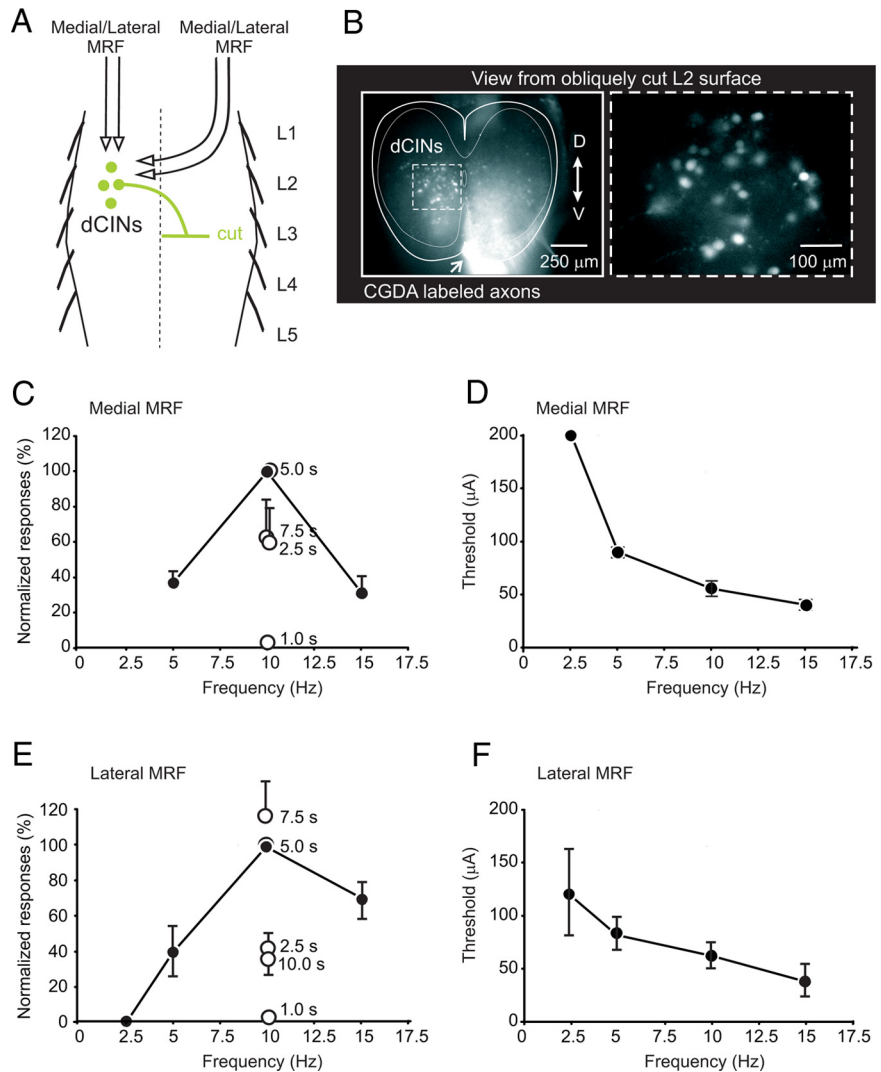 A
Medial/Lateral
MRF
Medial/Lateral
MRF
L1
L2
L3
L4
L5
dCINs
cut
B
View from obliquely cut L2 surface
dCINs
D
V
250 μm
100 μm
CGDA labeled axons
C
Medial MRF
Normalized responses (%)
120
100
80
60
40
20
0
5.0 s
7.5 s
2.5 s
1.0 s
0 2.5 5 7.5 10 12.5 15 17.5
Frequency (Hz)
D
Medial MRF
Threshold (μA)
200
150
100
50
0
0 2.5 5 7.5 10 12.5 15 17.5
Frequency (Hz)
E
Lateral MRF
Normalized responses (%)
120
100
80
60
40
20
0
7.5 s
5.0 s
2.5 s
10.0 s
1.0 s
0 2.5 5 7.5 10 12.5 15 17.5
Frequency (Hz)
F
Lateral MRF
Threshold (μA)
200
150
100
50
0
2.5 5 7.5 10 12.5 15 17.5
Frequency (Hz)